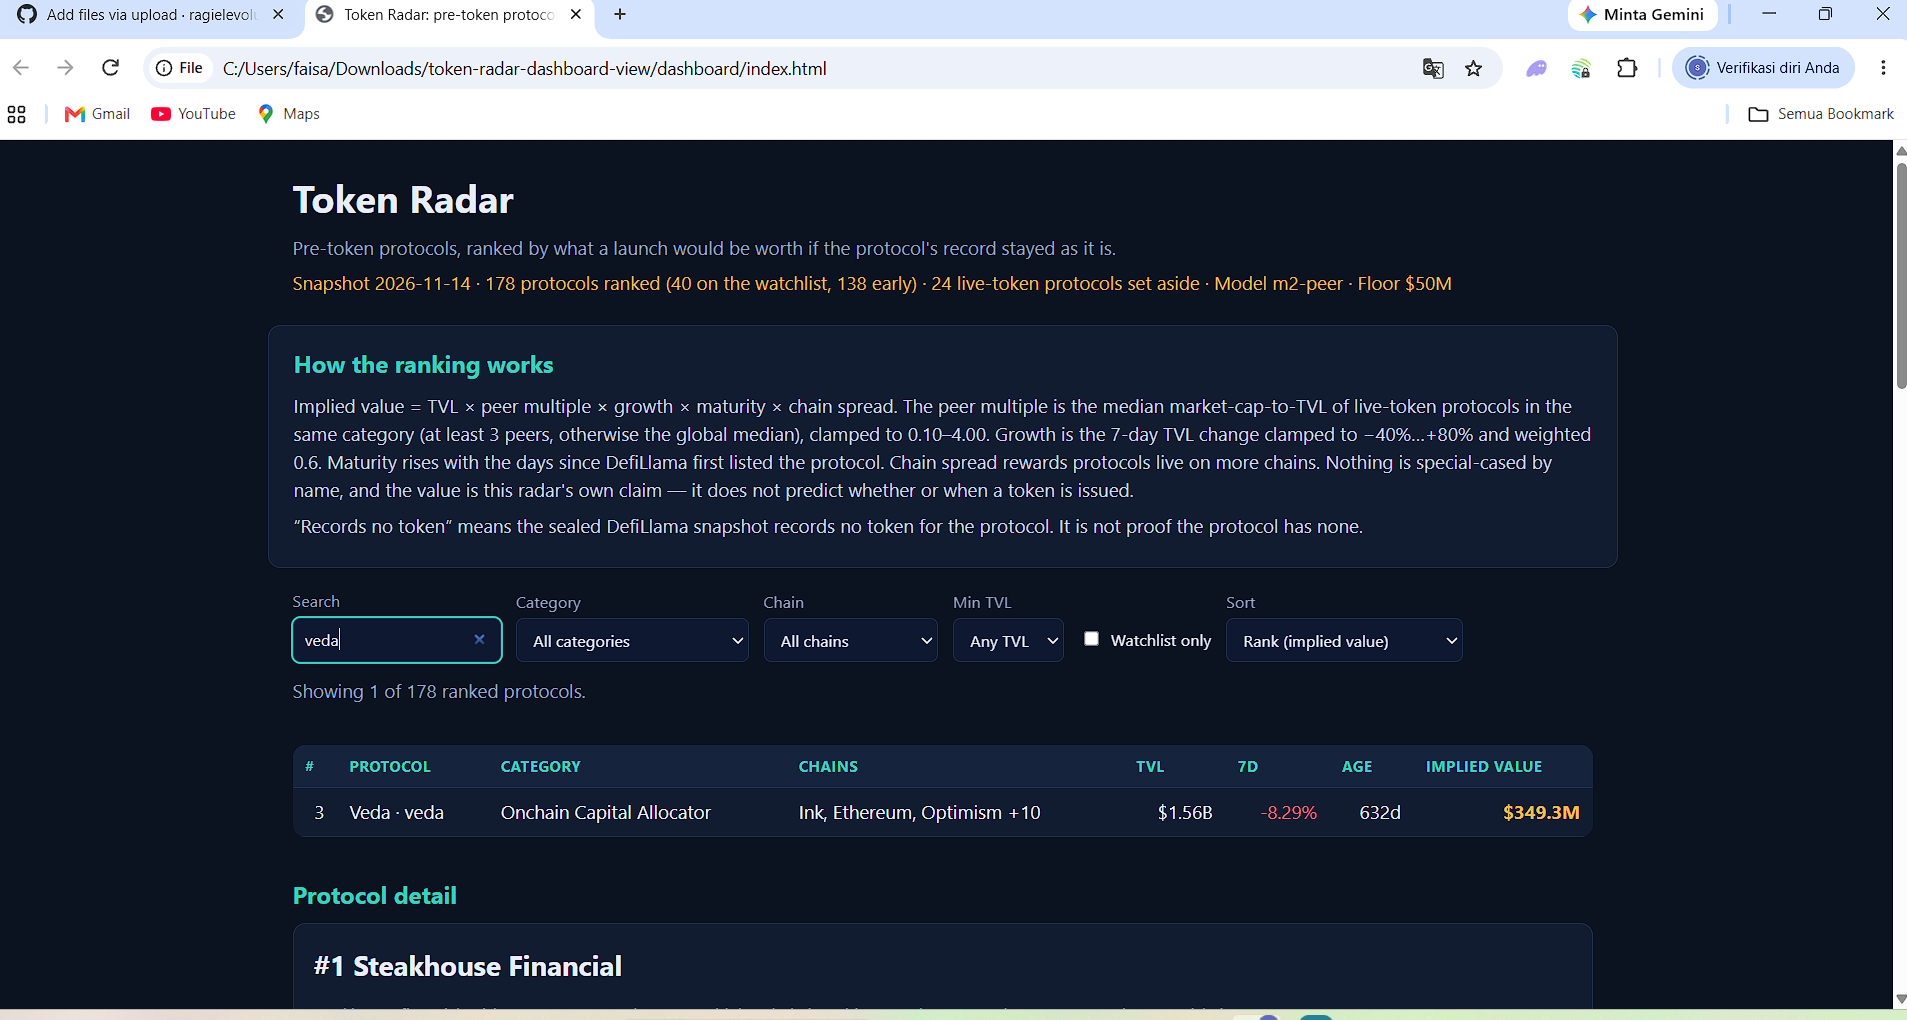 Add files via upload · ragielevol
Token Radar: pre-token protoco
Minta Gemini
File
C:/Users/faisa/Downloads/token-radar-dashboard-view/dashboard/index.html
Verifikasi diri Anda
Gmail
YouTube
Maps
Semua Bookmark
Token Radar
Pre-token protocols, ranked by what a launch would be worth if the protocol's record stayed as it is.
Snapshot 2026-11-14 · 178 protocols ranked (40 on the watchlist, 138 early) · 24 live-token protocols set aside · Model m2-peer · Floor $50M
How the ranking works
Implied value = TVL × peer multiple × growth × maturity × chain spread. The peer multiple is the median market-cap-to-TVL of live-token protocols in the
same category (at least 3 peers, otherwise the global median), clamped to 0.10–4.00. Growth is the 7-day TVL change clamped to −40%…+80% and weighted
0.6. Maturity rises with the days since DefiLlama first listed the protocol. Chain spread rewards protocols live on more chains. Nothing is special-cased by
name, and the value is this radar's own claim — it does not predict whether or when a token is issued.
“Records no token” means the sealed DefiLlama snapshot records no token for the protocol. It is not proof the protocol has none.
Search
Category
Chain
Min TVL
Sort
veda
All categories
All chains
Any TVL
Watchlist only
Rank (implied value)
Showing 1 of 178 ranked protocols.
# PROTOCOL CATEGORY CHAINS TVL 7D AGE IMPLIED VALUE
3 Veda · veda Onchain Capital Allocator Ink, Ethereum, Optimism +10 $1.56B -8.29% 632d $349.3M
Protocol detail
#1 Steakhouse Financial